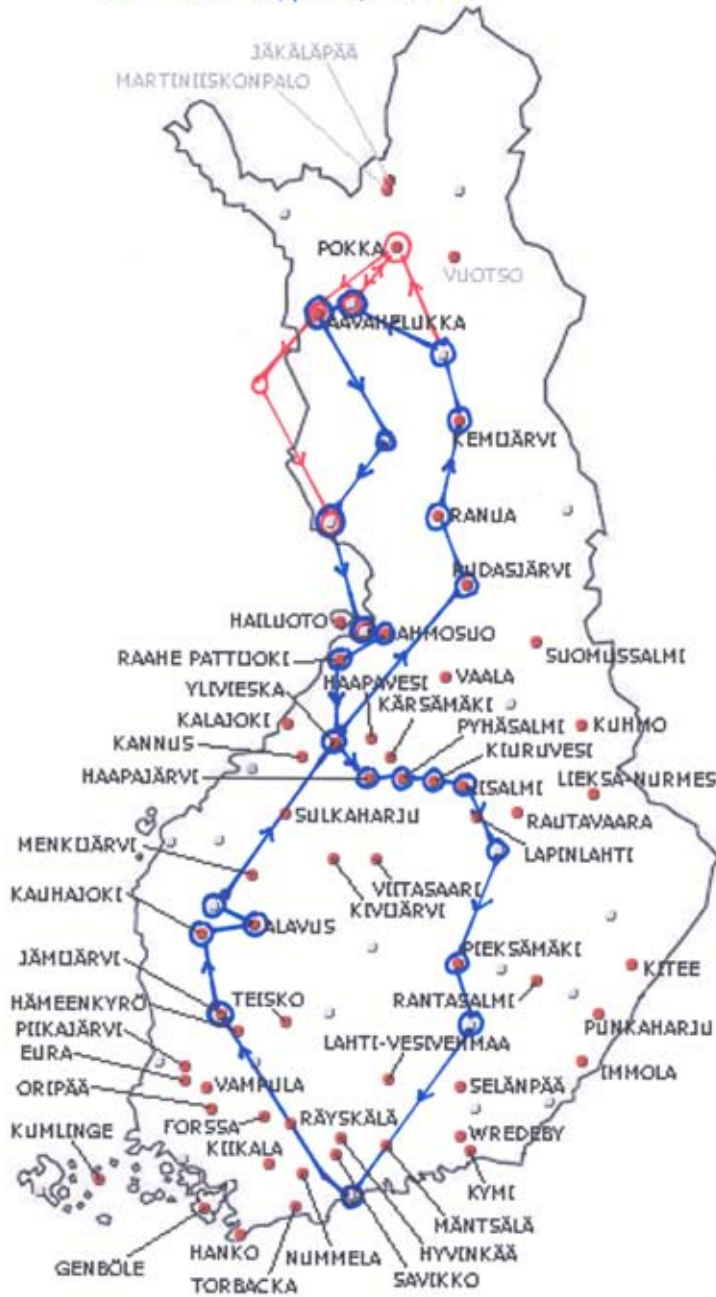 JÄKÄLÄPÄÄ
MARTINIISKONPALO
POKKA
VUOTSO
AAVAHELUKKA
KEMIJÄRVI
RANUA
PUDASJÄRVI
HAILUOTO
AHMOSUO
RAAHE PATTIJOKI
SUOMUSSALMI
HAAPAVESI
VAALA
YLIVIESKA
KÄRSÄMÄKI
KALAJOKI
PYHÄSALMI
KUHMO
KANNUS
KIURUVESI
HAAPAJÄRVI
IISALMI
LIEKSA-NURMES
SULKAHARJU
RAUTAVAARA
MENKIJÄRVI
LAPINLAHTI
VIITASAARI
KAUHAJOKI
KIVIJÄRVI
ALAVUS
JÄMIJÄRVI
PIEKSÄMÄKI
KITEE
HÄMEENKYRÖ
TEISKO
RANTASALMI
PIIKAJÄRVI
PUNKAHARJU
EURA
LAHTI-VESIVEHMAA
IMMOLA
ORIPÄÄ
VAMPULA
SELÄNPÄÄ
KUMLINGE
FORSSA
RÄYSKÄLÄ
WREDEBY
KIIKALA
KYMI
MÄNTSÄLÄ
HANKO
NUMMELA
HYVINKÄÄ
GENBÖLE
TORBACKA
SAVIKKO